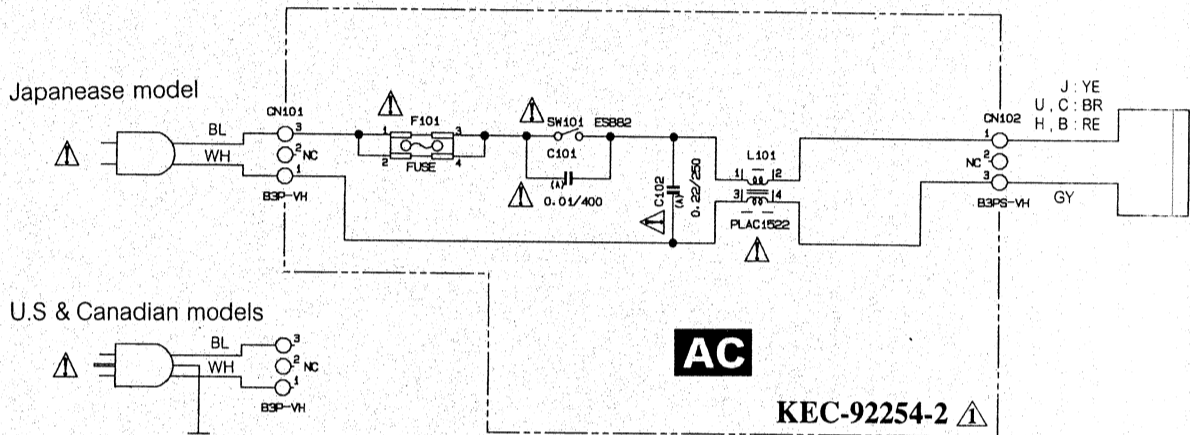 Japanease model
J : YE
U , C : BR
H , B : RE
CN101
F101
SW101 ESB82
CN102
BL
3
1
3
1
WH
2 NC
2
FUSE
4
C101
L101
NC 2
1
(A)
0.01/400
C102
(A)
0.22/250
1
2
3
4
3
B3P-VH
B3PS-VH
GY
PLAC1522
U.S & Canadian models
BL
3
WH
2 NC
1
B3P-VH
AC
KEC-92254-2 1